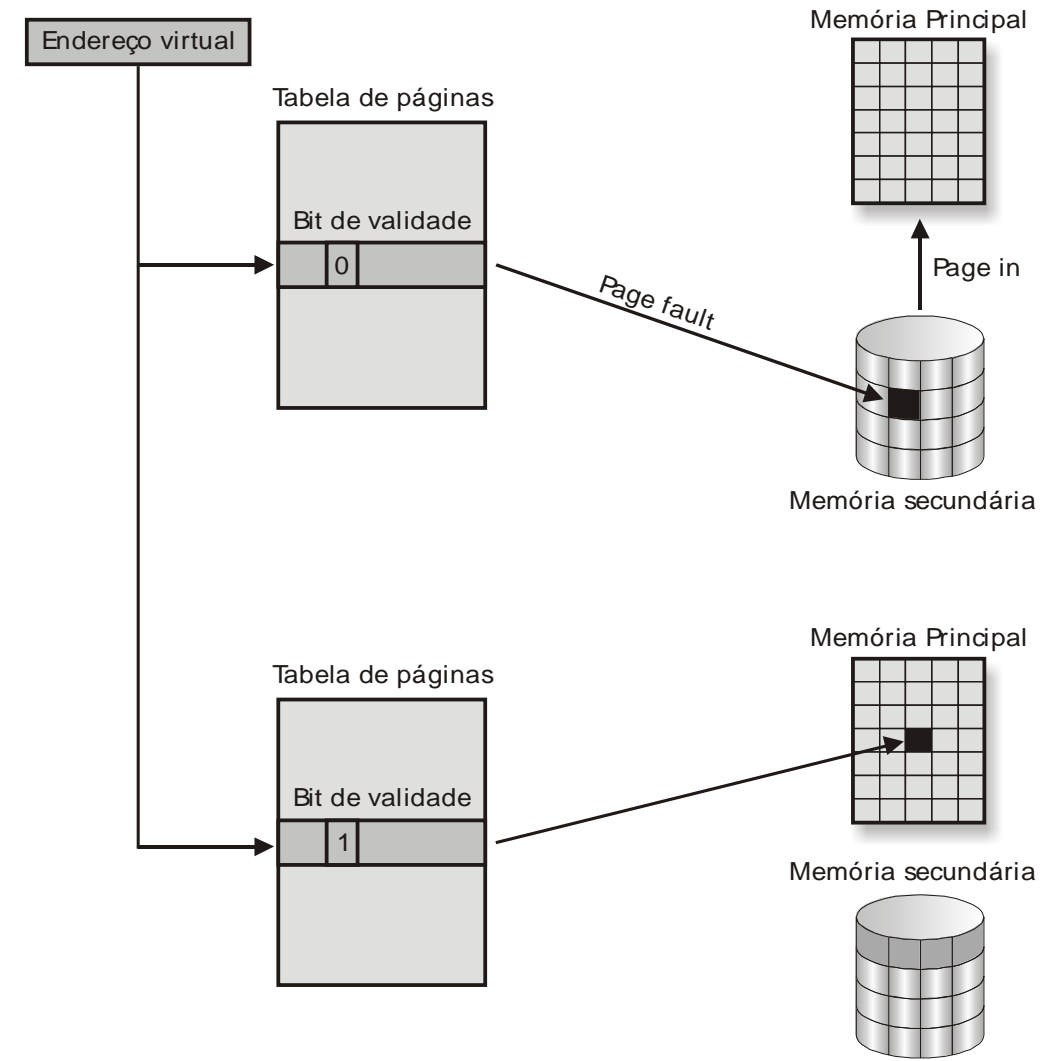 Endereço virtual
Memória Principal
Tabela de páginas
Bit de validade
0
Page fault
Page in
Memória secundária
Memória Principal
Tabela de páginas
Bit de validade
1
Memória secundária